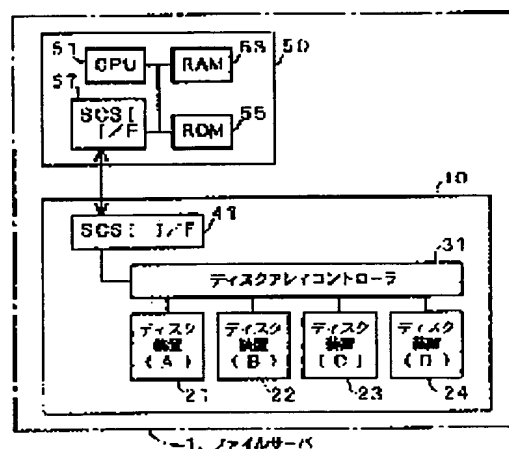 51 CPU RAM 53 50
57 SCSI I/F ROM 55
10
SCSI I/F 41
31
ディスクアレイコントローラ
ディスク装置(A) ディスク装置(B) ディスク装置(C) ディスク装置(D)
21 22 23 24
1. ファイルサーバ